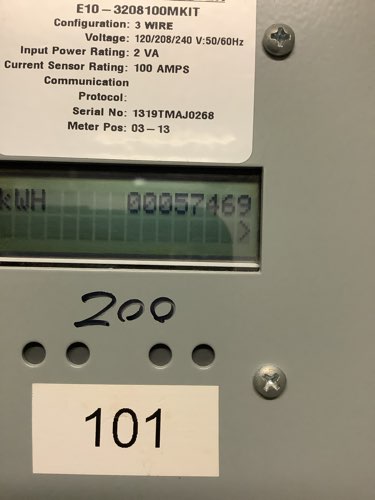 E10-3208100MKIT
Configuration: 3 WIRE
Voltage: 120/208/240 V:50/60Hz
Input Power Rating: 2 VA
Current Sensor Rating: 100 AMPS
Communication
Protocol:
Serial No: 1319TMAJ0268
Meter Pos: 03-13
kWH 00057469
>
200
101